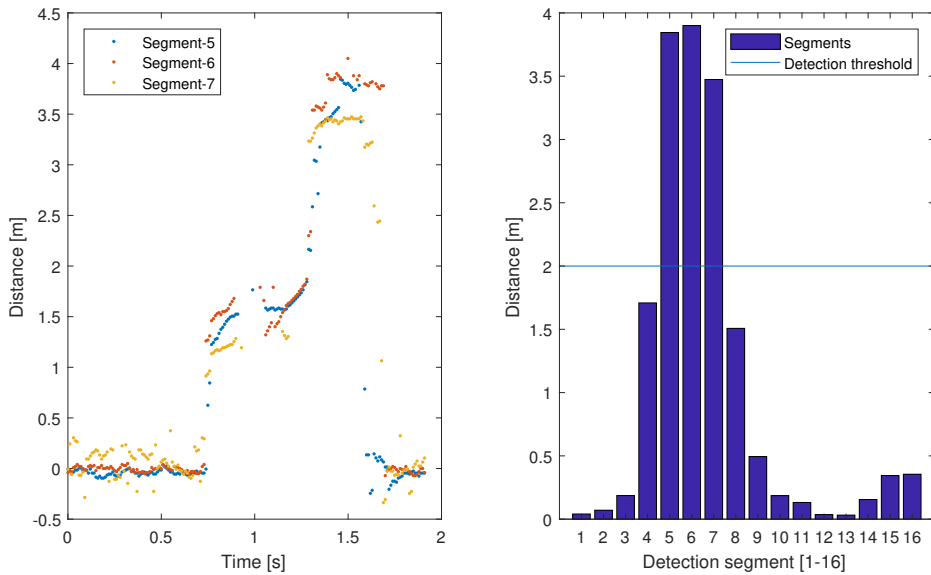 4.5
4
3.5
3
2.5
2
1.5
1
0.5
0
-0.5
Distance [m]
Segment-5
Segment-6
Segment-7
0 0.5 1 1.5 2
Time [s]
4
3.5
3
2.5
2
1.5
1
0.5
0
Distance [m]
Segments
Detection threshold
1 2 3 4 5 6 7 8 9 10 11 12 13 14 15 16
Detection segment [1-16]